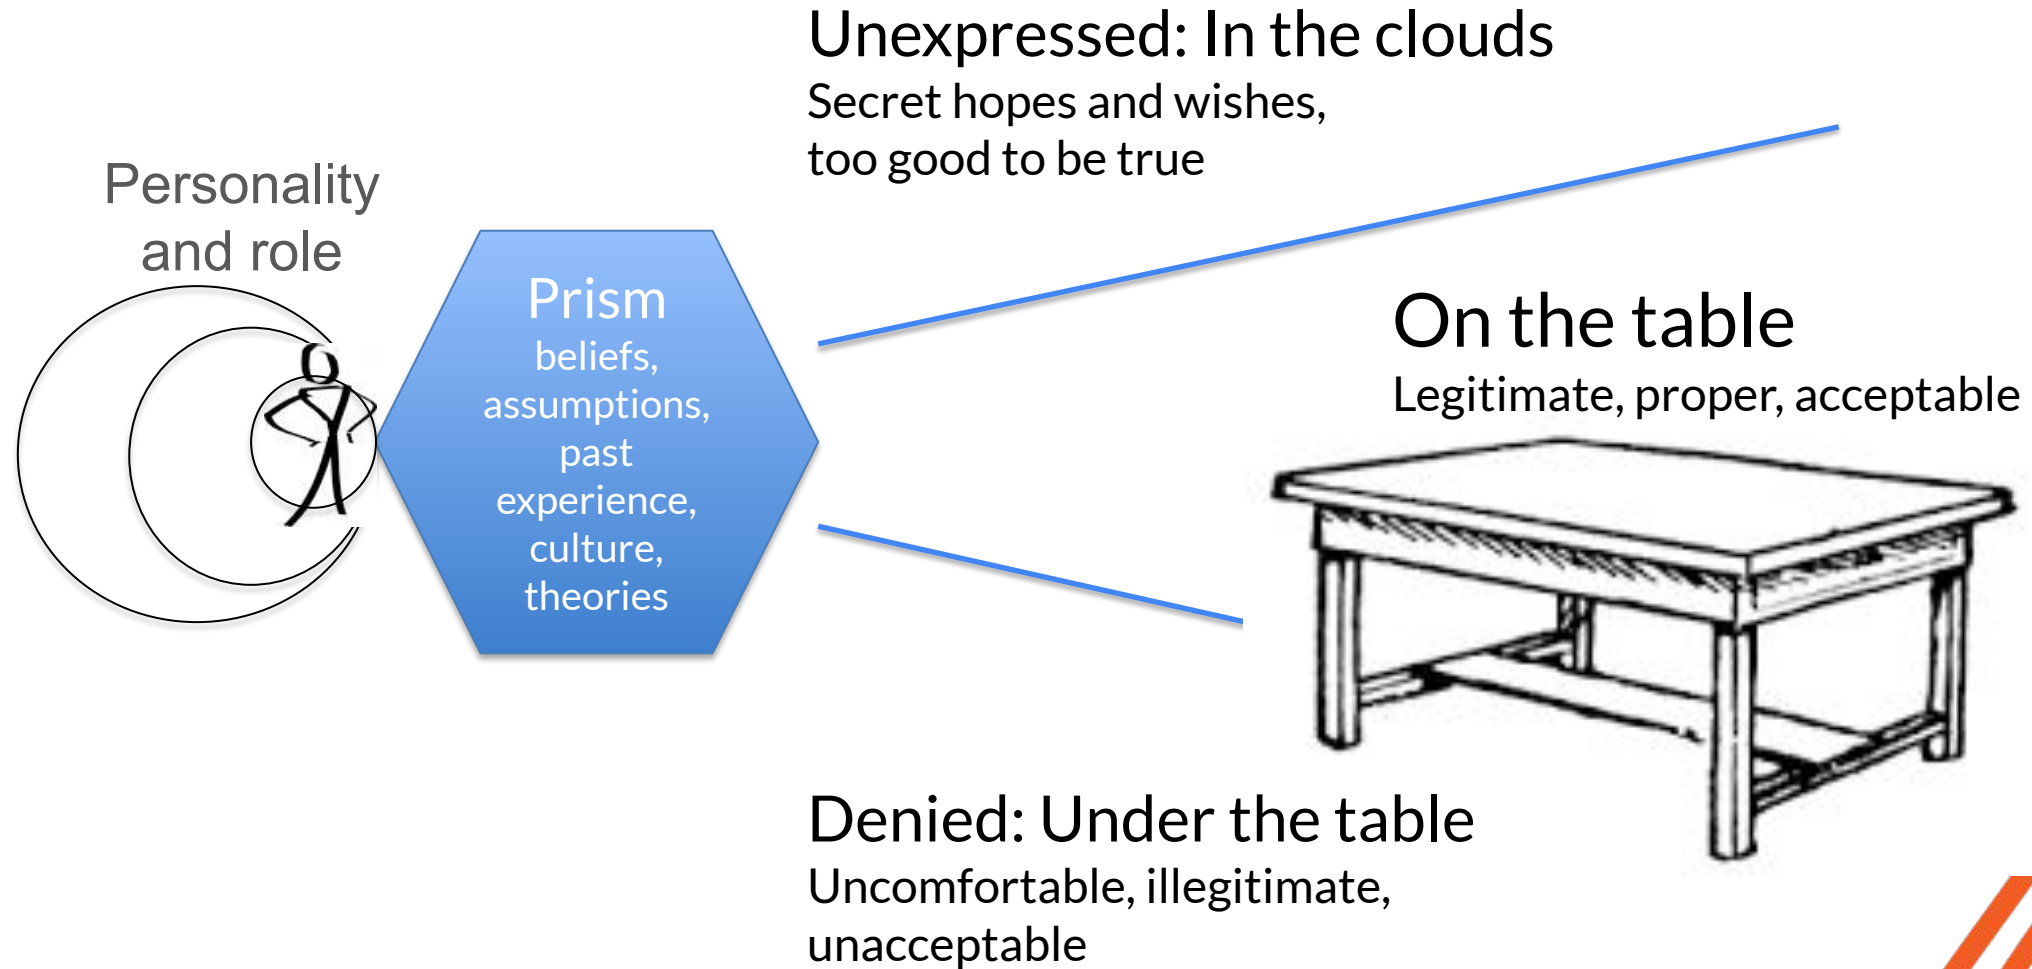 Unexpressed: In the clouds
Secret hopes and wishes,
too good to be true
Personality
and role
Prism
beliefs,
assumptions,
past
experience,
culture,
theories
On the table
Legitimate, proper, acceptable
Denied: Under the table
Uncomfortable, illegitimate,
unacceptable